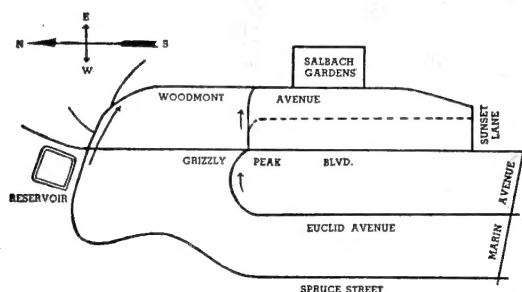 E
N S
W
SALBACH
GARDENS
WOODMONT AVENUE
SUNSET LANE
GRIZZLY PEAK BLVD.
RESERVOIR
EUCLID AVENUE
MARIN AVENUE
SPRUCE STREET